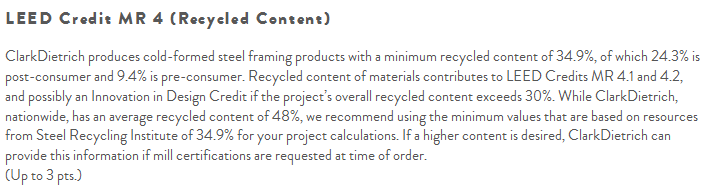 LEED Credit MR 4 (Recycled Content)
ClarkDietrich produces cold-formed steel framing products with a minimum recycled content of 34.9%, of which 24.3% is
post-consumer and 9.4% is pre-consumer. Recycled content of materials contributes to LEED Credits MR 4.1 and 4.2,
and possibly an Innovation in Design Credit if the project's overall recycled content exceeds 30%. While ClarkDietrich,
nationwide, has an average recycled content of 48%, we recommend using the minimum values that are based on resources
from Steel Recycling Institute of 34.9% for your project calculations. If a higher content is desired, ClarkDietrich can
provide this information if mill certifications are requested at time of order.
(Up to 3 pts.)